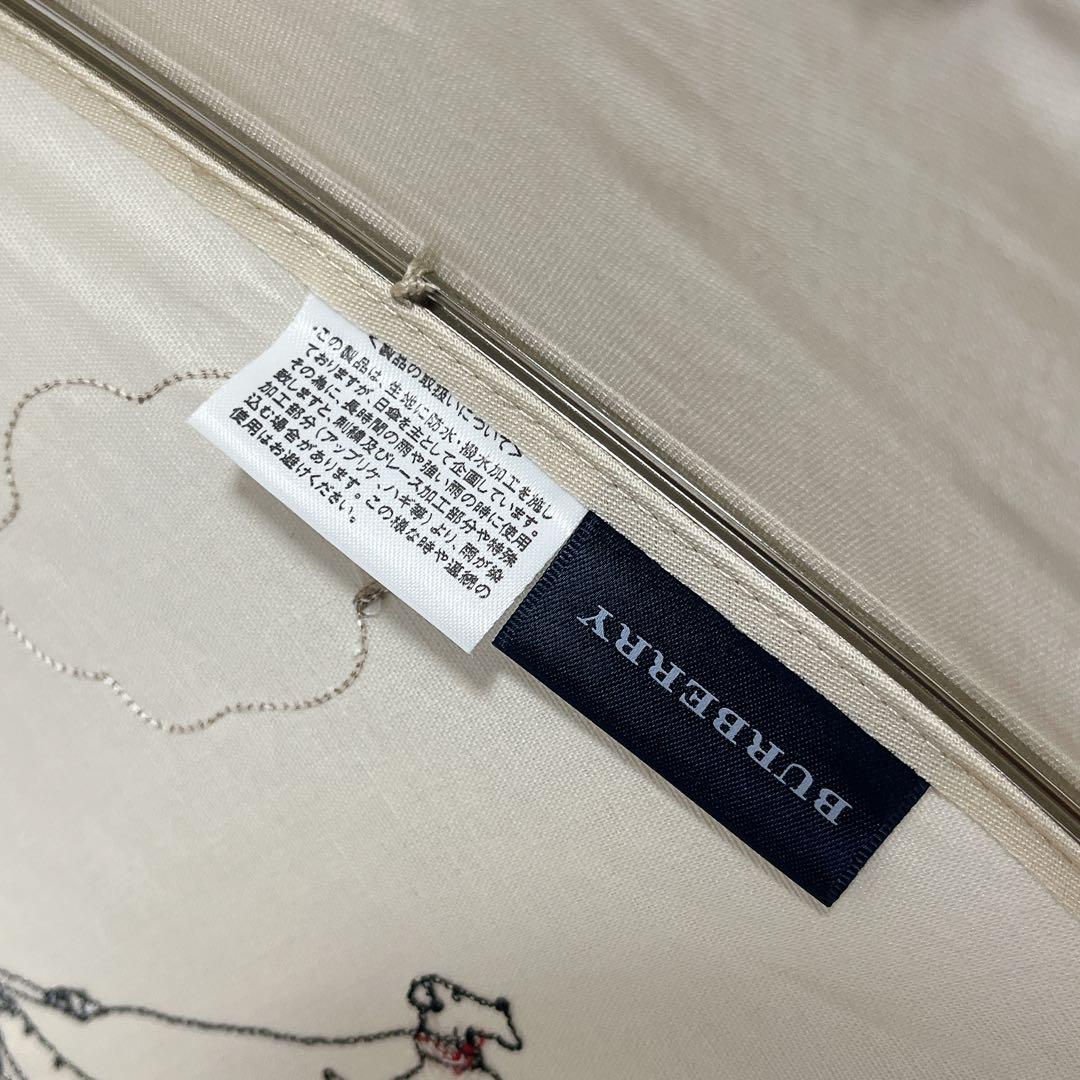 <製品の取扱いについて>
・この製品は、生地に防水・撥水加工を施し
ておりますが、日傘を主として企画しています。
その為に、長時間の雨や強い雨の時に使用
致しますと、刺繍及びレース加工部分や特殊
加工部分（アップリケ、ハギ等）より、雨が染
込む場合があります。この様な時や運網の
使用はお避けください。
BURBERRY